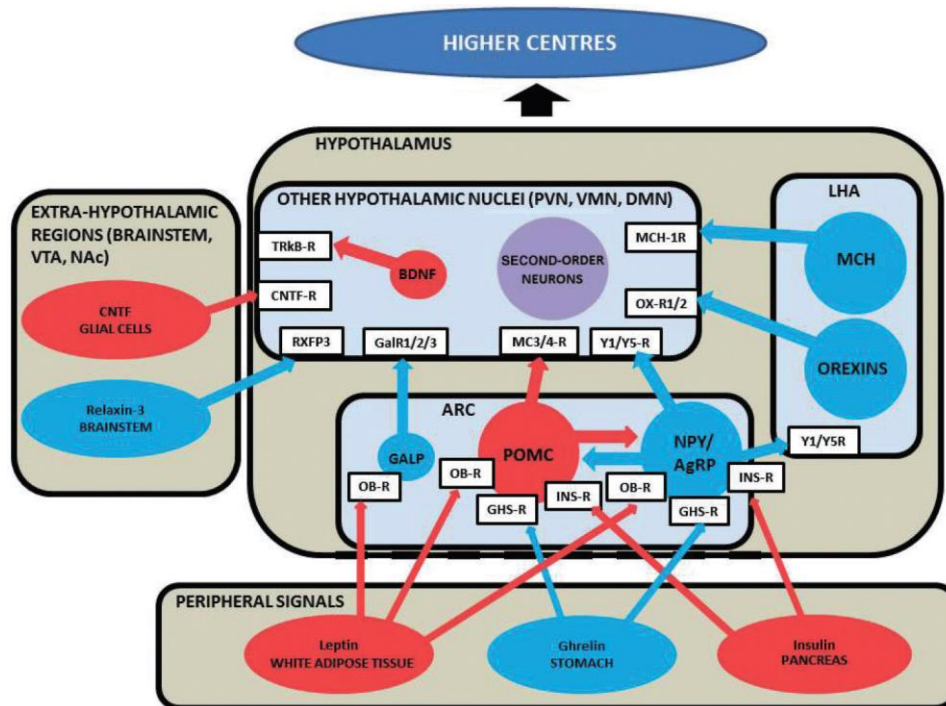 HIGHER CENTRES
HYPOTHALAMUS
EXTRA-HYPOTHALAMIC
REGIONS (BRAINSTEM,
VTA, NAc)
CNTF
GLIAL CELLS
Relaxin-3
BRAINSTEM
OTHER HYPOTHALAMIC NUCLEI (PVN, VMN, DMN)
TRkB-R
BDNF
CNTF-R
SECOND-ORDER
NEURONS
MCH-1R
OX-R1/2
RXFP3
GalR1/2/3
MC3/4-R
Y1/Y5-R
LHA
MCH
OREXINS
Y1/Y5R
ARC
GALP
POMC
NPY/
AgRP
OB-R
OB-R
GHS-R
INS-R
OB-R
GHS-R
INS-R
PERIPHERAL SIGNALS
Leptin
WHITE ADIPOSE TISSUE
Ghrelin
STOMACH
Insulin
PANCREAS